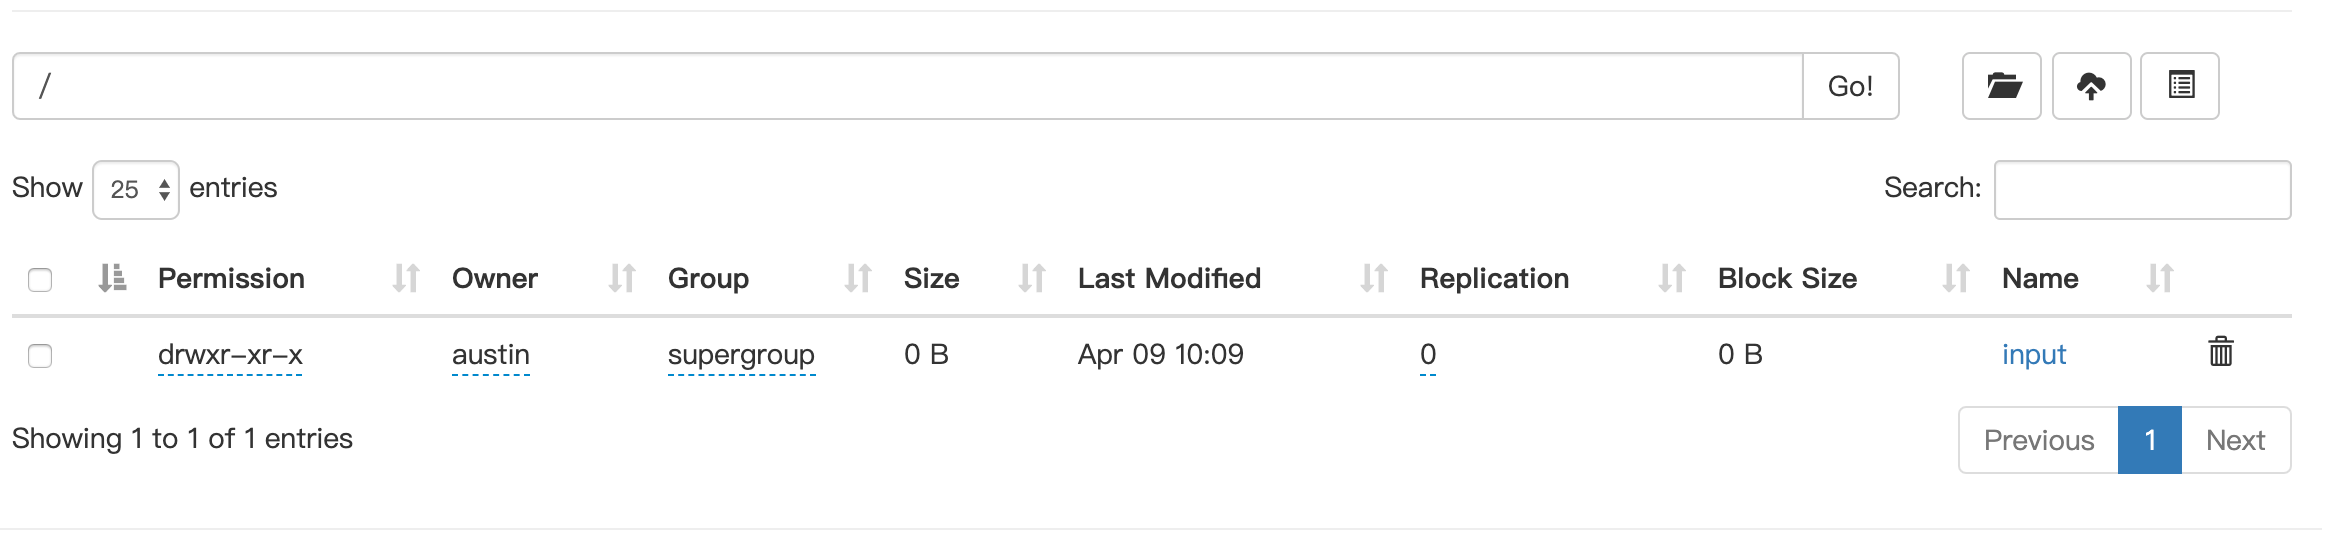 / Go!
Show 25 entries Search:
Permission Owner Group Size Last Modified Replication Block Size Name
drwxr-xr-x austin supergroup 0 B Apr 09 10:09 0 0 B input
Showing 1 to 1 of 1 entries Previous 1 Next